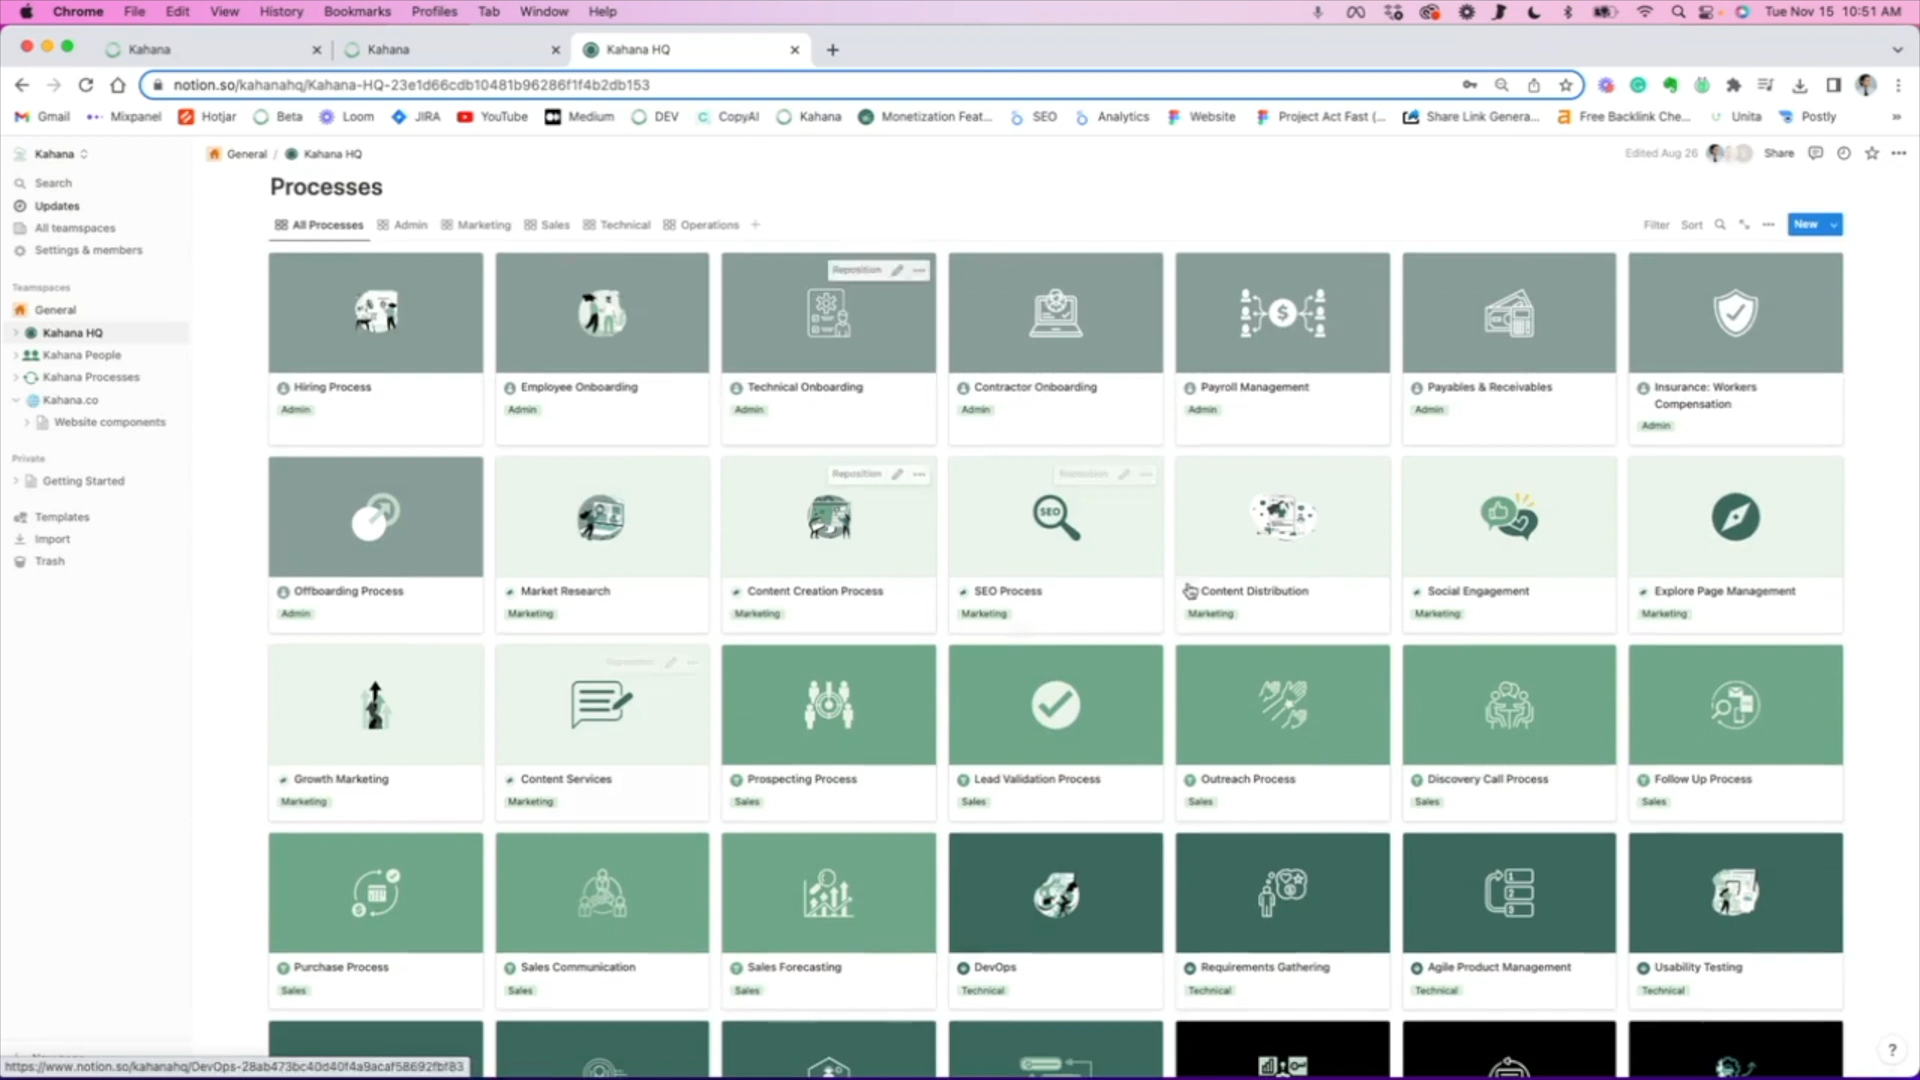 Chrome File Edit View History Bookmarks Profiles Tab Window Help Tue Nov 15 10:51 AM
Kahana Kahana Kahana HQ
notion.so/kahanahq/Kahana-HQ-23e1d66cdb10481b96286f1f4b2db153
Gmail Mixpanel Hotjar Beta Loom JIRA YouTube Medium DEV CopyAI Kahana Monetization Feat... SEO Analytics Website Project Act Fast (... Share Link Genera... Free Backlink Che... Unita Postly
Kahana
General / Kahana HQ
Edited Aug 26 Share
Search
Updates
All teamspaces
Settings & members
Teamspaces
General
Kahana HQ
Kahana People
Kahana Processes
Kahana.co
Website components
Private
Getting Started
Templates
Import
Trash
Processes
All Processes Admin Marketing Sales Technical Operations
Filter Sort New
Reposition
Hiring Process Employee Onboarding Technical Onboarding Contractor Onboarding Payroll Management Payables & Receivables Insurance: Workers
Compensation
Admin Admin Admin Admin Admin Admin Admin
Reposition Reposition
SEO
Offboarding Process Market Research Content Creation Process SEO Process Content Distribution Social Engagement Explore Page Management
Admin Marketing Marketing Marketing Marketing Marketing Marketing
Reposition
Growth Marketing Content Services Prospecting Process Lead Validation Process Outreach Process Discovery Call Process Follow Up Process
Marketing Marketing Sales Sales Sales Sales Sales
1
2
3
Purchase Process Sales Communication Sales Forecasting DevOps Requirements Gathering Agile Product Management Usability Testing
Sales Sales Sales Technical Technical Technical Technical
https://www.notion.so/kahanahq/DevOps-28ab473bc40d40f4a9acaf58692fbf83